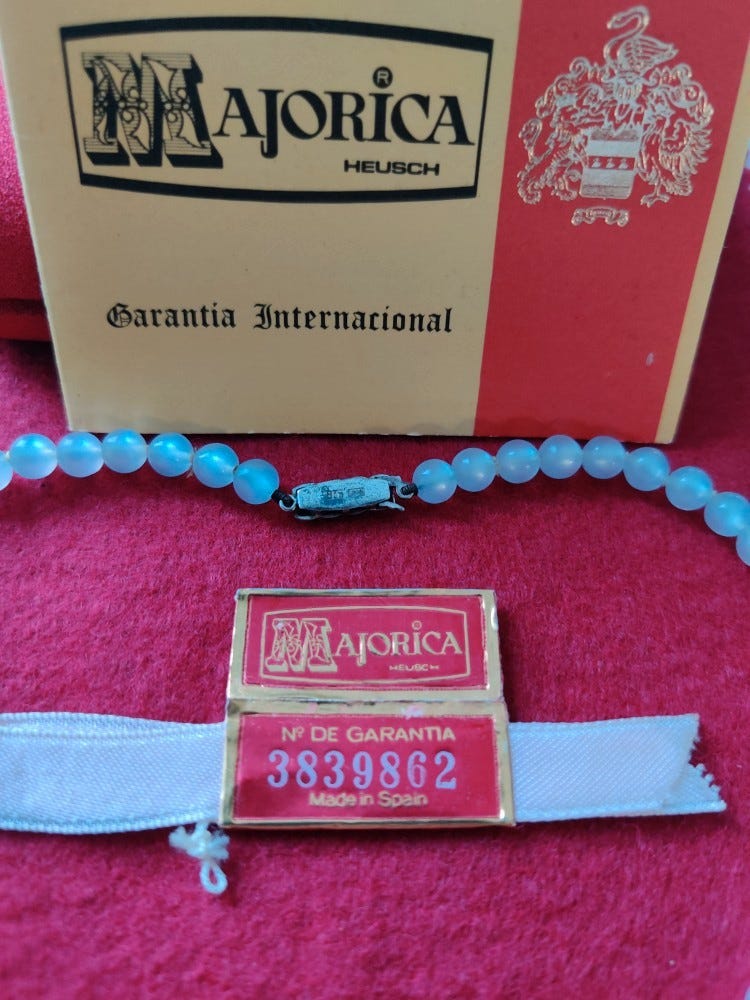 MAJORICA ®
HEUSCH
Garantia Internacional
MAJORICA
HEUSCH
Nº DE GARANTIA
3839862
Made in Spain